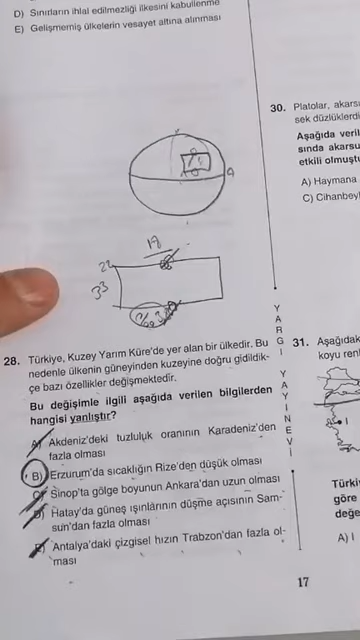 D) Sınırların ihlal edilmezliği ilkesini kabullenme
E) Gelişmemiş ülkelerin vesayet altına alınması
28. Türkiye, Kuzey Yarım Küre'de yer alan bir ülkedir. Bu
nedenle ülkenin güneyinden kuzeyine doğru gidildik-
çe bazı özellikler değişmektedir.
Bu değişimle ilgili aşağıda verilen bilgilerden
hangisi yanlıştır?
A) Akdeniz'deki tuzluluk oranının Karadeniz'den
fazla olması
B) Erzurum'da sıcaklığın Rize'den düşük olması
C) Sinop'ta gölge boyunun Ankara'dan uzun olması
D) Hatay'da güneş ışınlarının düşme açısının Sam-
sun'dan fazla olması
E) Antalya'daki çizgisel hızın Trabzon'dan fazla ol-
ması
YARGI YAYINEVİ
30. Platolar, akars
sek düzlüklerdi
Aşağıda veril
sında akarsu
etkili olmuştu
A) Haymana
C) Cihanbeyl
31. Aşağıdak
koyu ren
I
Türki
göre
değe
A) I
17